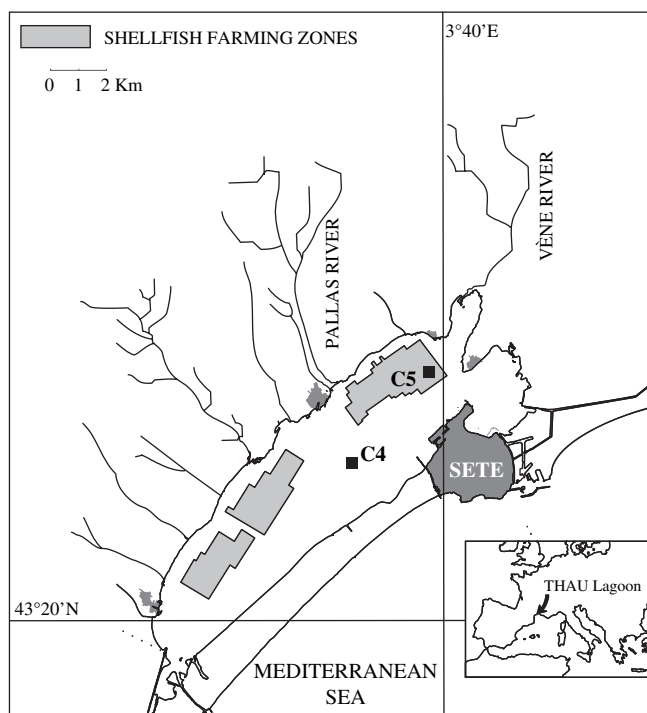 SHELLFISH FARMING ZONES
3°40'E
0 1 2 Km
PALLAS RIVER
VÈNE RIVER
C5
C4
SETE
THAU Lagoon
43°20'N
MEDITERRANEAN
SEA